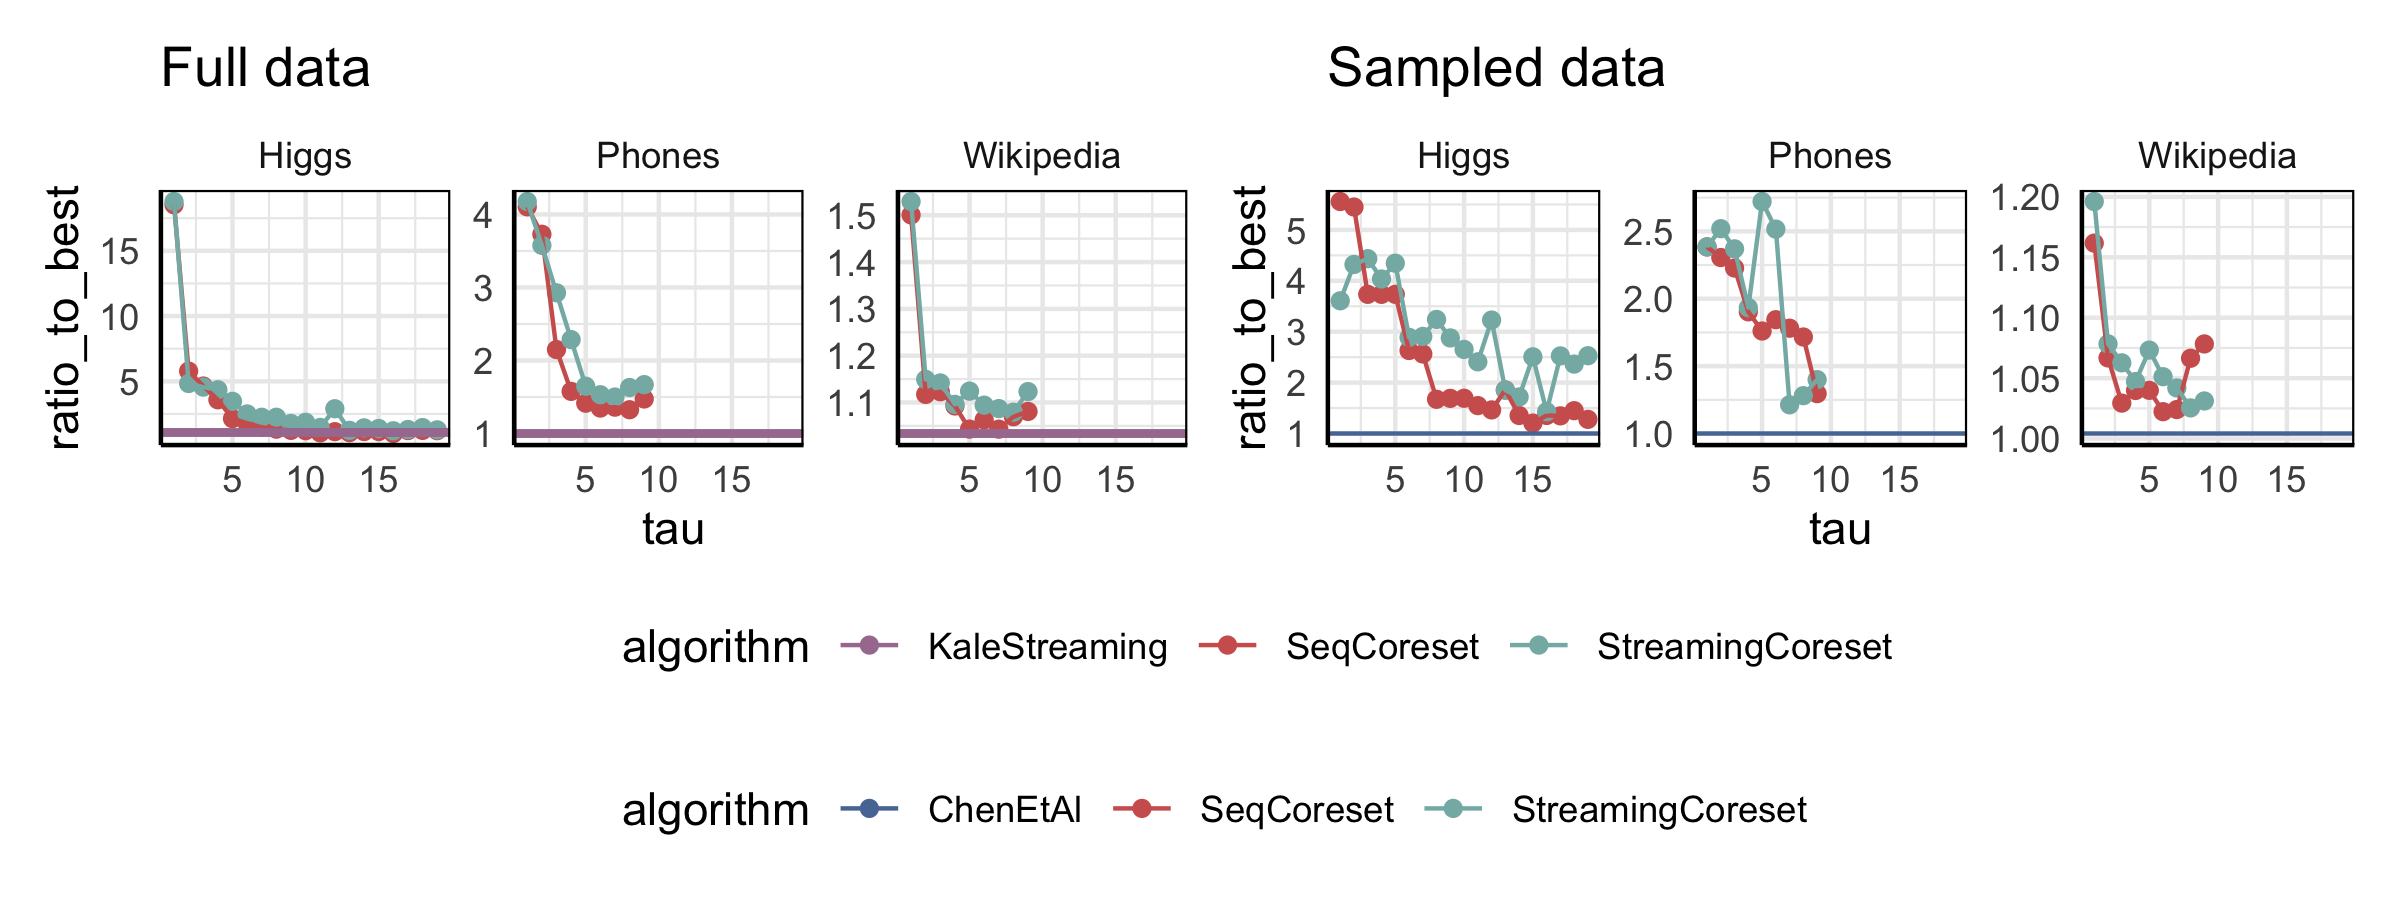 Full data
Sampled data
Higgs
Phones
Wikipedia
Higgs
Phones
Wikipedia
ratio_to_best
15
10
5
4
3
2
1
1.5
1.4
1.3
1.2
1.1
ratio_to_best
5
4
3
2
1
2.5
2.0
1.5
1.0
1.20
1.15
1.10
1.05
1.00
5 10 15
5 10 15
5 10 15
5 10 15
5 10 15
5 10 15
tau
tau
algorithm KaleStreaming SeqCoreset StreamingCoreset
algorithm ChenEtAl SeqCoreset StreamingCoreset